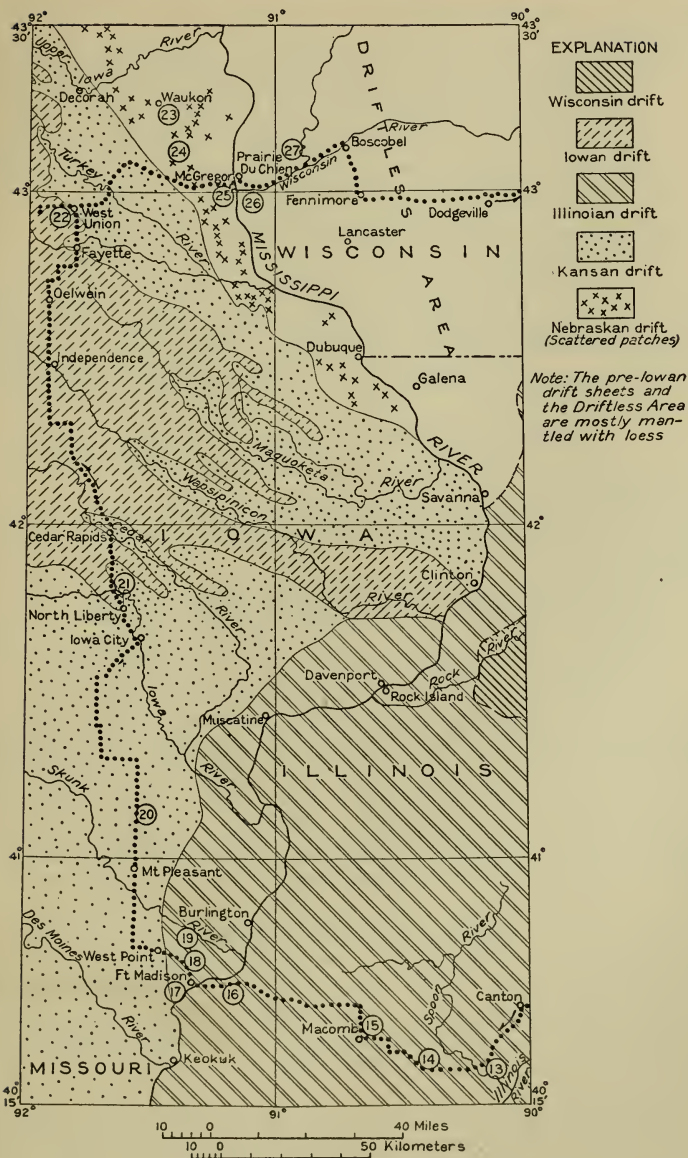 92°
91°
90°
43°
30'
43°
30'
Upper
Iowa
River
Decorah
Waukon
23
24
Turkey
River
McGregor
Prairie
Du Chien
27
Wisconsin
River
Boscobel
25
26
43°
43°
Fennimore
Dodgeville
22
West
Union
Fayette
Lancaster
WISCONSIN
DRIFTLESS
AREA
MISSISSIPPI
RIVER
Oelwein
Independence
Dubuque
Galena
Maquoketa
River
Wapsipinicon
River
Savanna
42°
42°
Cedar Rapids
Cedar
River
IOWA
Clinton
21
North Liberty
Iowa City
Iowa
River
Davenport
Rock Island
Rock
River
Muscatine
ILLINOIS
Skunk
River
20
41°
41°
Mt Pleasant
Burlington
Des Moines
River
West Point
19
18
Ft Madison
17
16
Spoon
River
Canton
Macomb
15
14
13
Illinois
River
MISSOURI
Keokuk
40°
15'
40°
15'
92°
91°
90°
10 0 40 Miles
10 0 50 Kilometers
EXPLANATION
Wisconsin drift
Iowan drift
Illinoian drift
Kansan drift
Nebraskan drift
(Scattered patches)
Note: The pre-Iowan
drift sheets and
the Driftless Area
are mostly man-
tled with loess